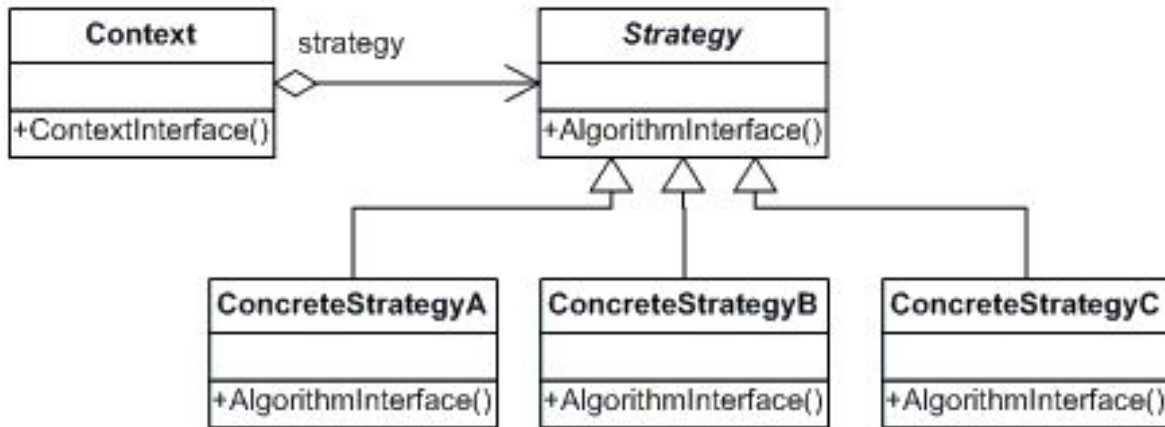 Context
strategy
Strategy
+ContextInterface()
+AlgorithmInterface()
ConcreteStrategyA
ConcreteStrategyB
ConcreteStrategyC
+AlgorithmInterface()
+AlgorithmInterface()
+AlgorithmInterface()